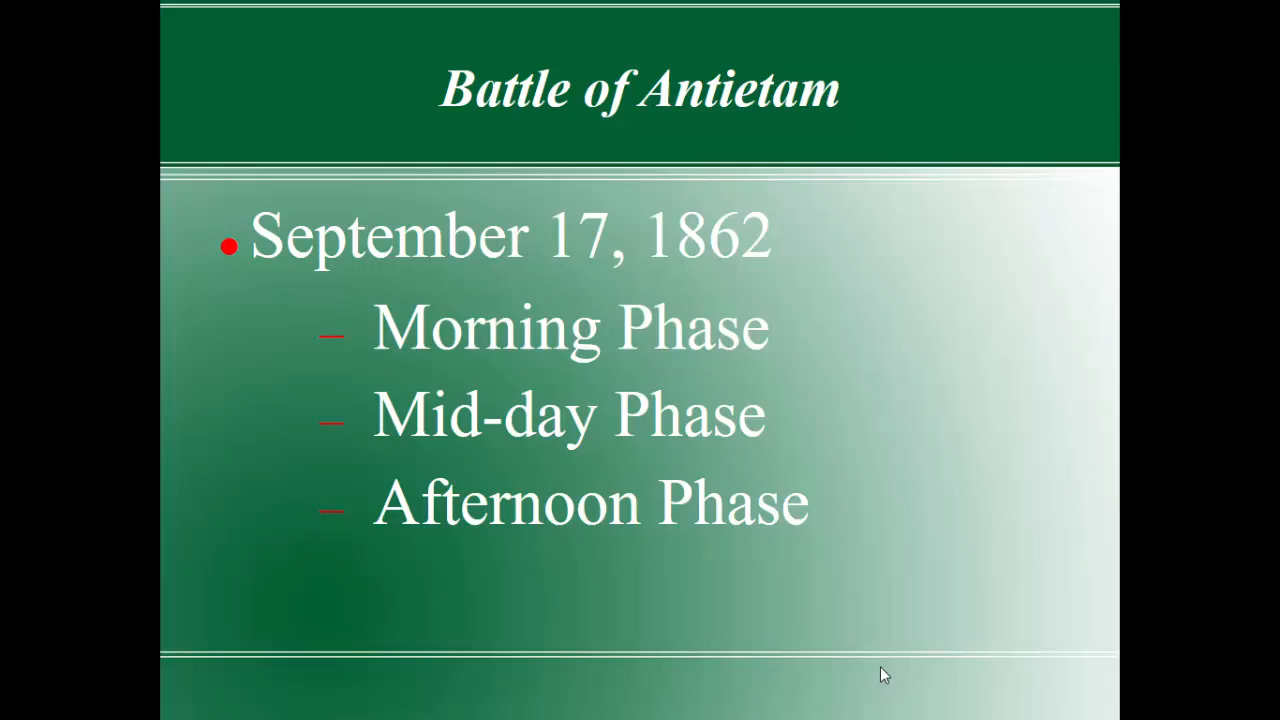 Battle of Antietam
• September 17, 1862
– Morning Phase
– Mid-day Phase
– Afternoon Phase